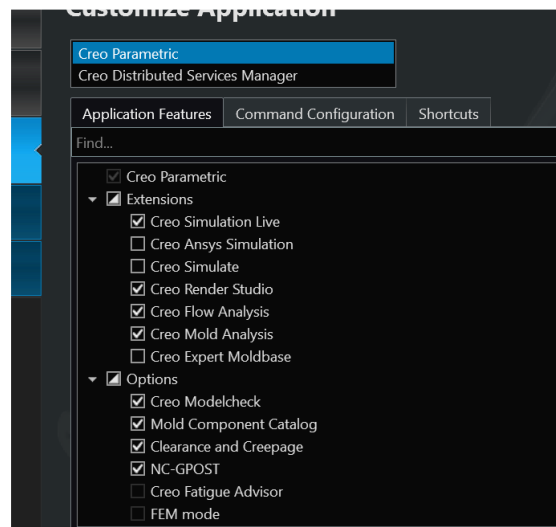 Customize Application
Creo Parametric
Creo Distributed Services Manager
Application Features Command Configuration Shortcuts
Find...
Creo Parametric
Extensions
Creo Simulation Live
Creo Ansys Simulation
Creo Simulate
Creo Render Studio
Creo Flow Analysis
Creo Mold Analysis
Creo Expert Moldbase
Options
Creo Modelcheck
Mold Component Catalog
Clearance and Creepage
NC-GPOST
Creo Fatigue Advisor
FEM mode